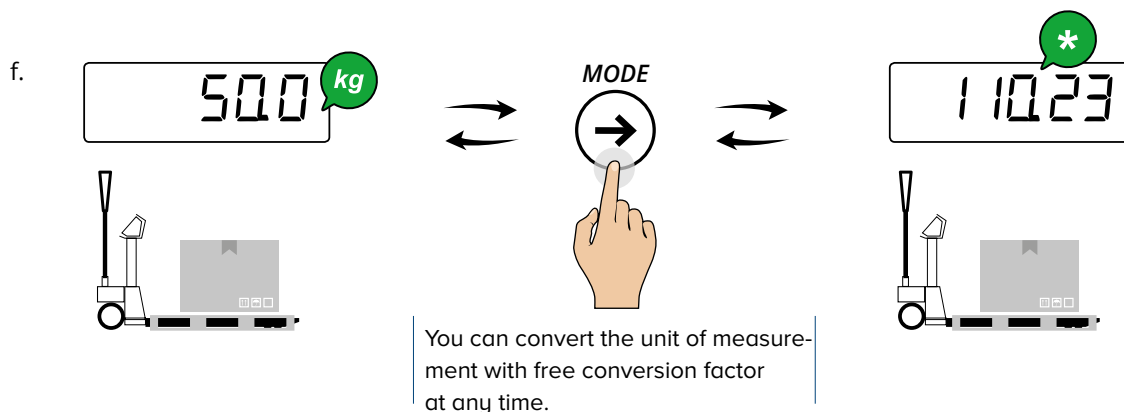 f.
50.0 kg
MODE
*
110.23
You can convert the unit of measure-
ment with free conversion factor
at any time.